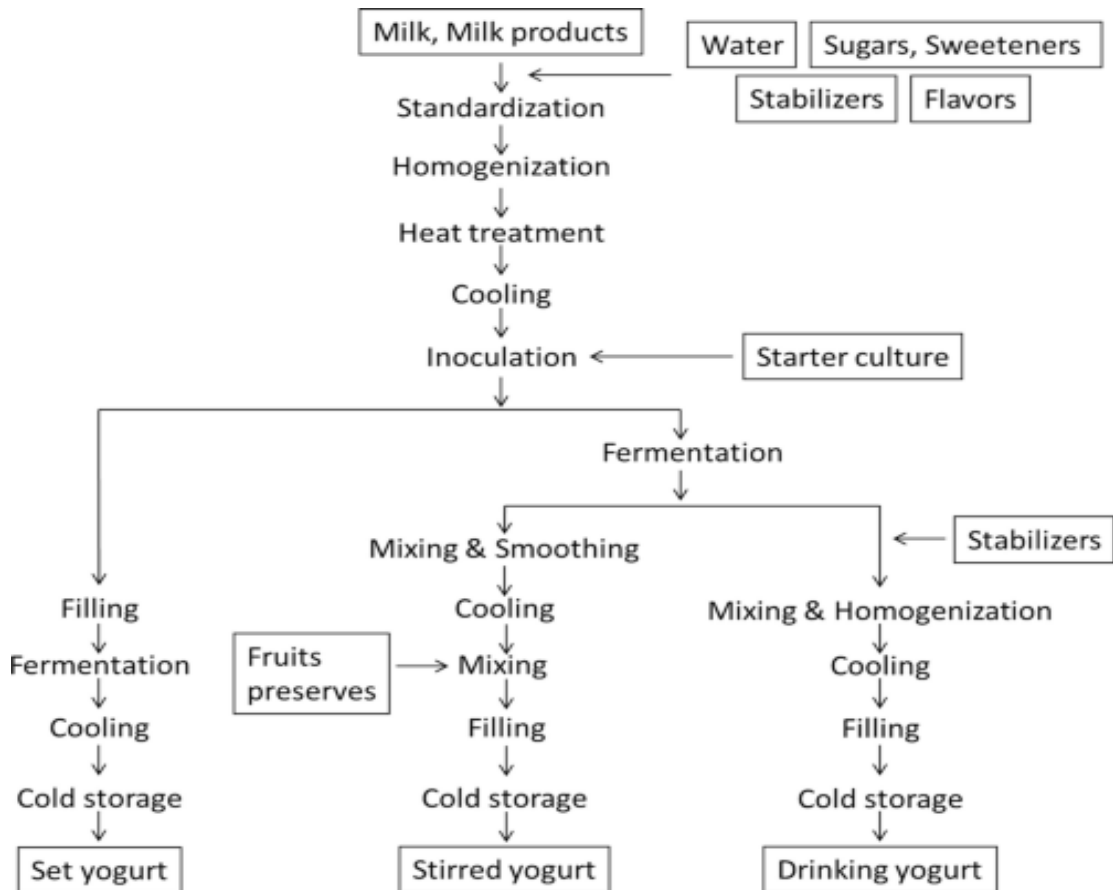 Milk, Milk products
Water
Sugars, Sweeteners
Stabilizers
Flavors
Standardization
Homogenization
Heat treatment
Cooling
Inoculation
Starter culture
Fermentation
Mixing & Smoothing
Stabilizers
Filling
Cooling
Mixing & Homogenization
Fermentation
Fruits
preserves
Mixing
Cooling
Cooling
Filling
Filling
Cold storage
Cold storage
Cold storage
Set yogurt
Stirred yogurt
Drinking yogurt